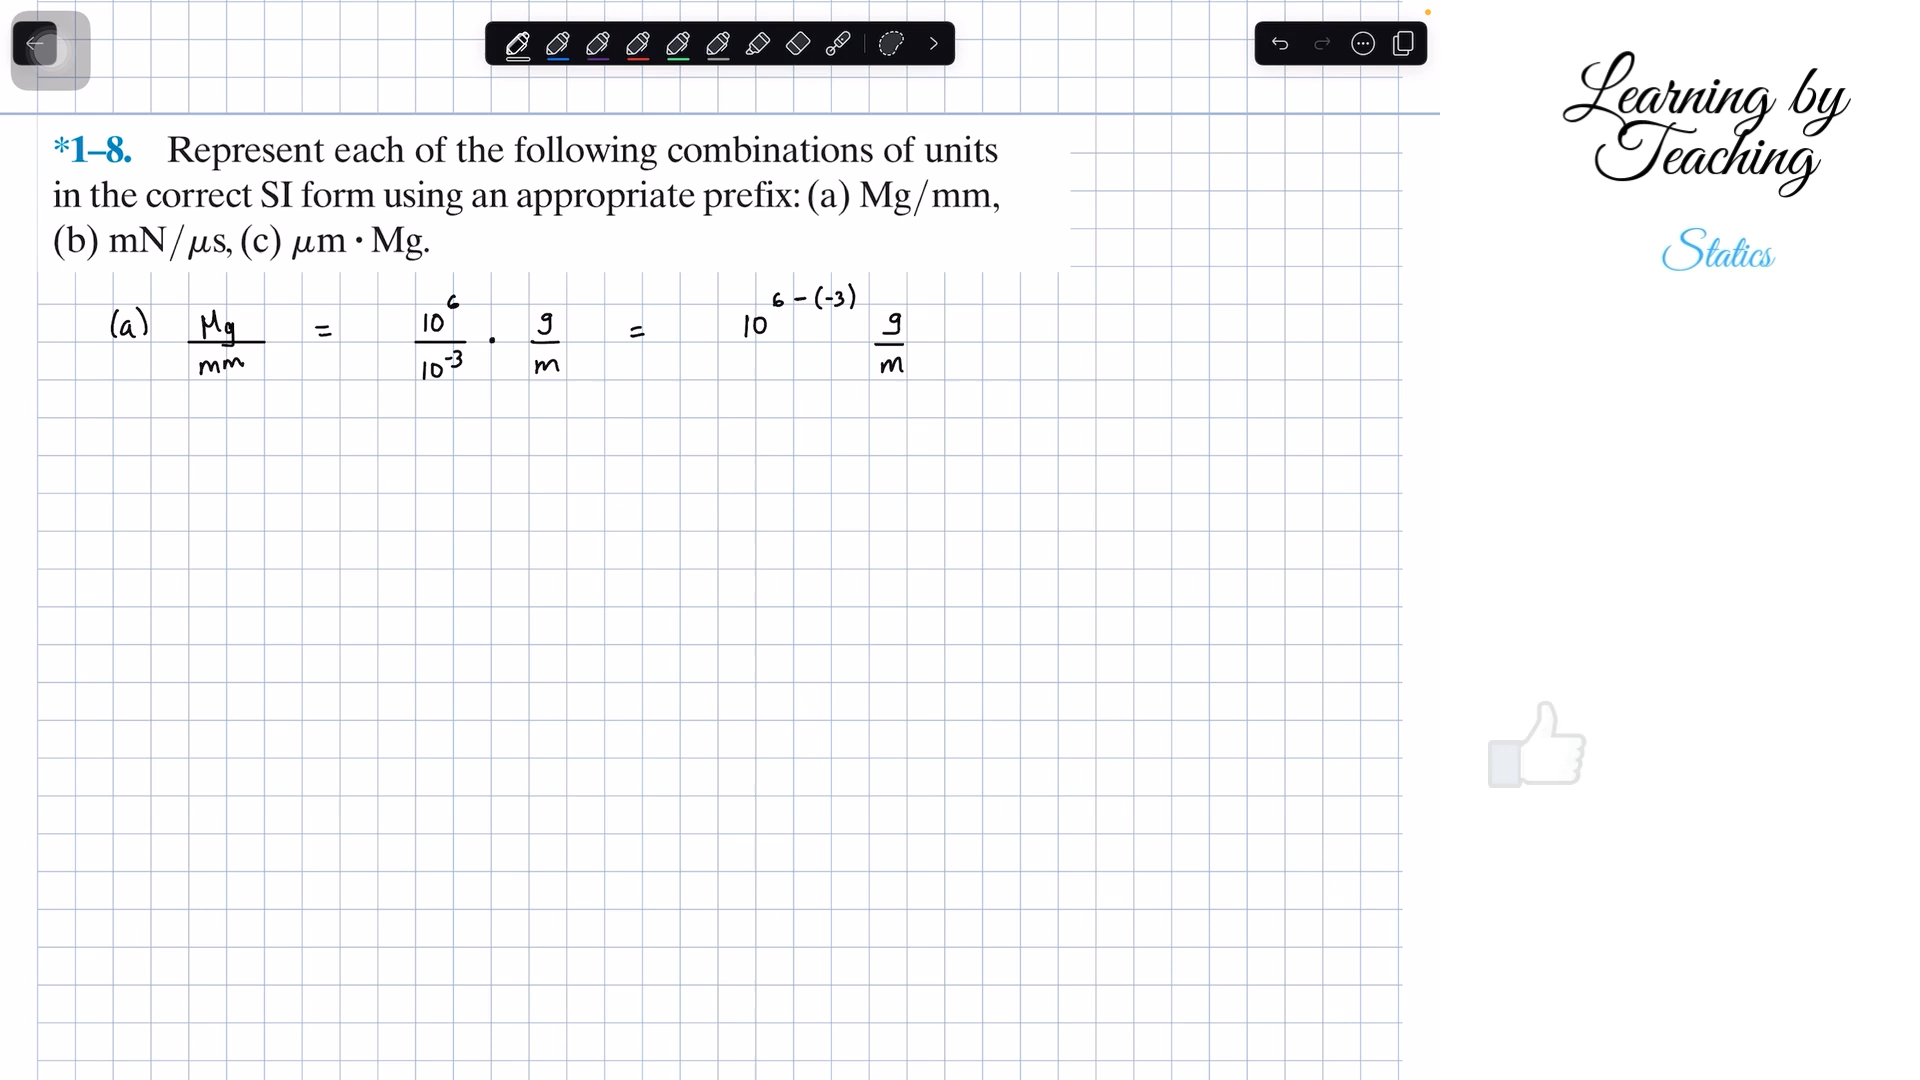 *1–8. Represent each of the following combinations of units
in the correct SI form using an appropriate prefix: (a) Mg/mm,
(b) mN/μs, (c) μm • Mg.
(a) Mg/mm = 10^6/10^-3 · g/m = 10^6-(-3) g/m
Learning by
Teaching
Statics